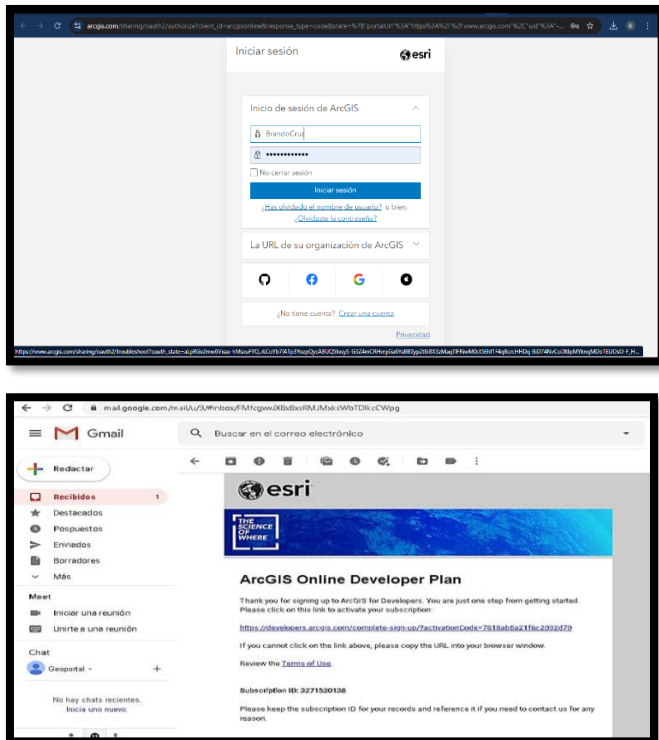 arcgis.com/sharing/oauth2/authorize?client_id=arcgisonline&response_type=code&state=%7B"portalUrl"%3A"https%3A%2F%2Fwww.arcgis.com"%2C"uid"%3A"-...
Iniciar sesión
esri
Inicio de sesión de ArcGIS
BrandoCruz
No cerrar sesión
Iniciar sesión
¿Has olvidado el nombre de usuario? o bien,
¿Olvidaste la contraseña?
La URL de su organización de ArcGIS
¿No tiene cuenta? Crear una cuenta
Privacidad
https://www.arcgis.com/sharing/oauth2/troubleshoot?oauth_state=
mail.google.com/mail/u/3/#inbox/
Gmail
Buscar en el correo electrónico
Redactar
Recibidos 1
Destacados
Pospuestos
Enviados
Borradores
Más
Meet
Iniciar una reunión
Unirte a una reunión
Chat
Geoportal
No hay chats recientes.
Inicia uno nuevo.
esri
THE
SCIENCE
OF
WHERE
ArcGIS Online Developer Plan
Thank you for signing up to ArcGIS for Developers. You are just one step from getting started.
Please click on this link to activate your subscription:
https://developers.arcgis.com/complete-sign-up/?activationCode=7818ab5a21f6c2002d79
If you cannot click on the link above, please copy the URL into your browser window.
Review the Terms of Use.
Subscription ID: 3271520138
Please keep the subscription ID for your records and reference it if you need to contact us for any
reason.